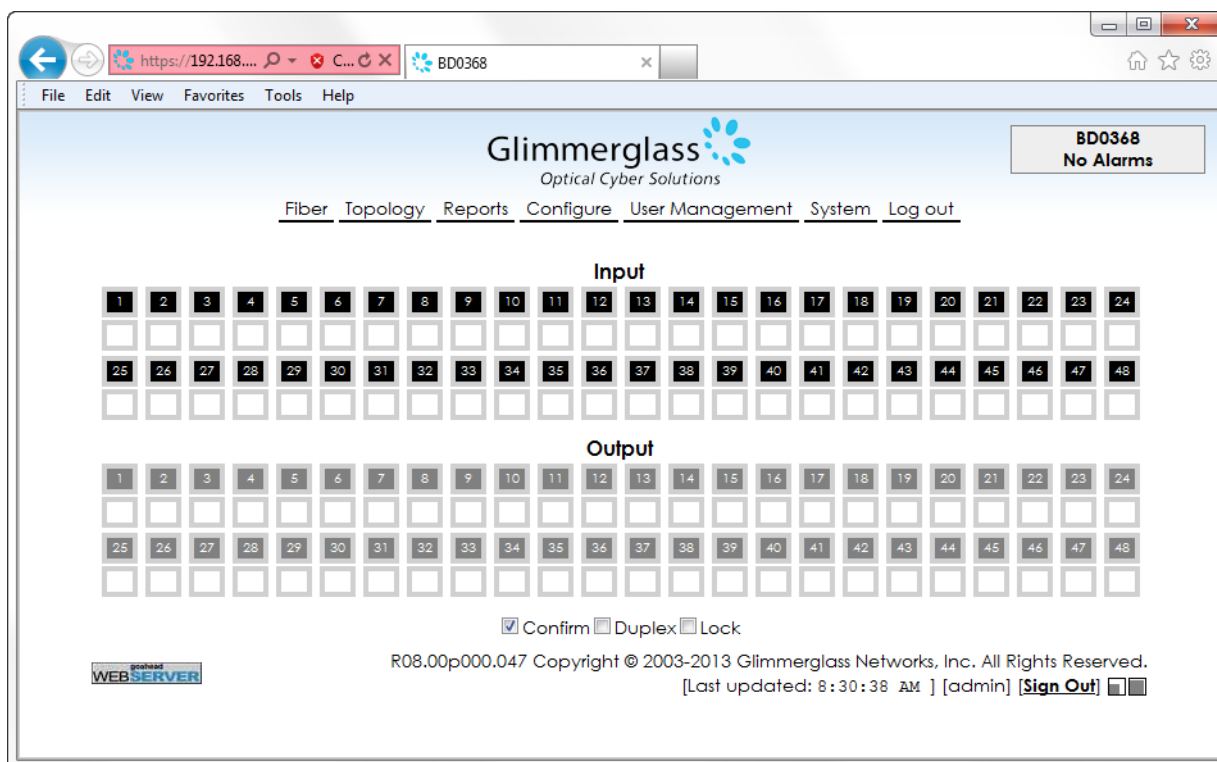 https://192.168.... C... BD0368
File Edit View Favorites Tools Help
Glimmerglass
Optical Cyber Solutions
BD0368
No Alarms
Fiber Topology Reports Configure User Management System Log out
Input
1 2 3 4 5 6 7 8 9 10 11 12 13 14 15 16 17 18 19 20 21 22 23 24
25 26 27 28 29 30 31 32 33 34 35 36 37 38 39 40 41 42 43 44 45 46 47 48
Output
1 2 3 4 5 6 7 8 9 10 11 12 13 14 15 16 17 18 19 20 21 22 23 24
25 26 27 28 29 30 31 32 33 34 35 36 37 38 39 40 41 42 43 44 45 46 47 48
Confirm Duplex Lock
goahead
WEBSERVER
R08.00p000.047 Copyright © 2003-2013 Glimmerglass Networks, Inc. All Rights Reserved.
[Last updated: 8:30:38 AM ] [admin] [Sign Out]